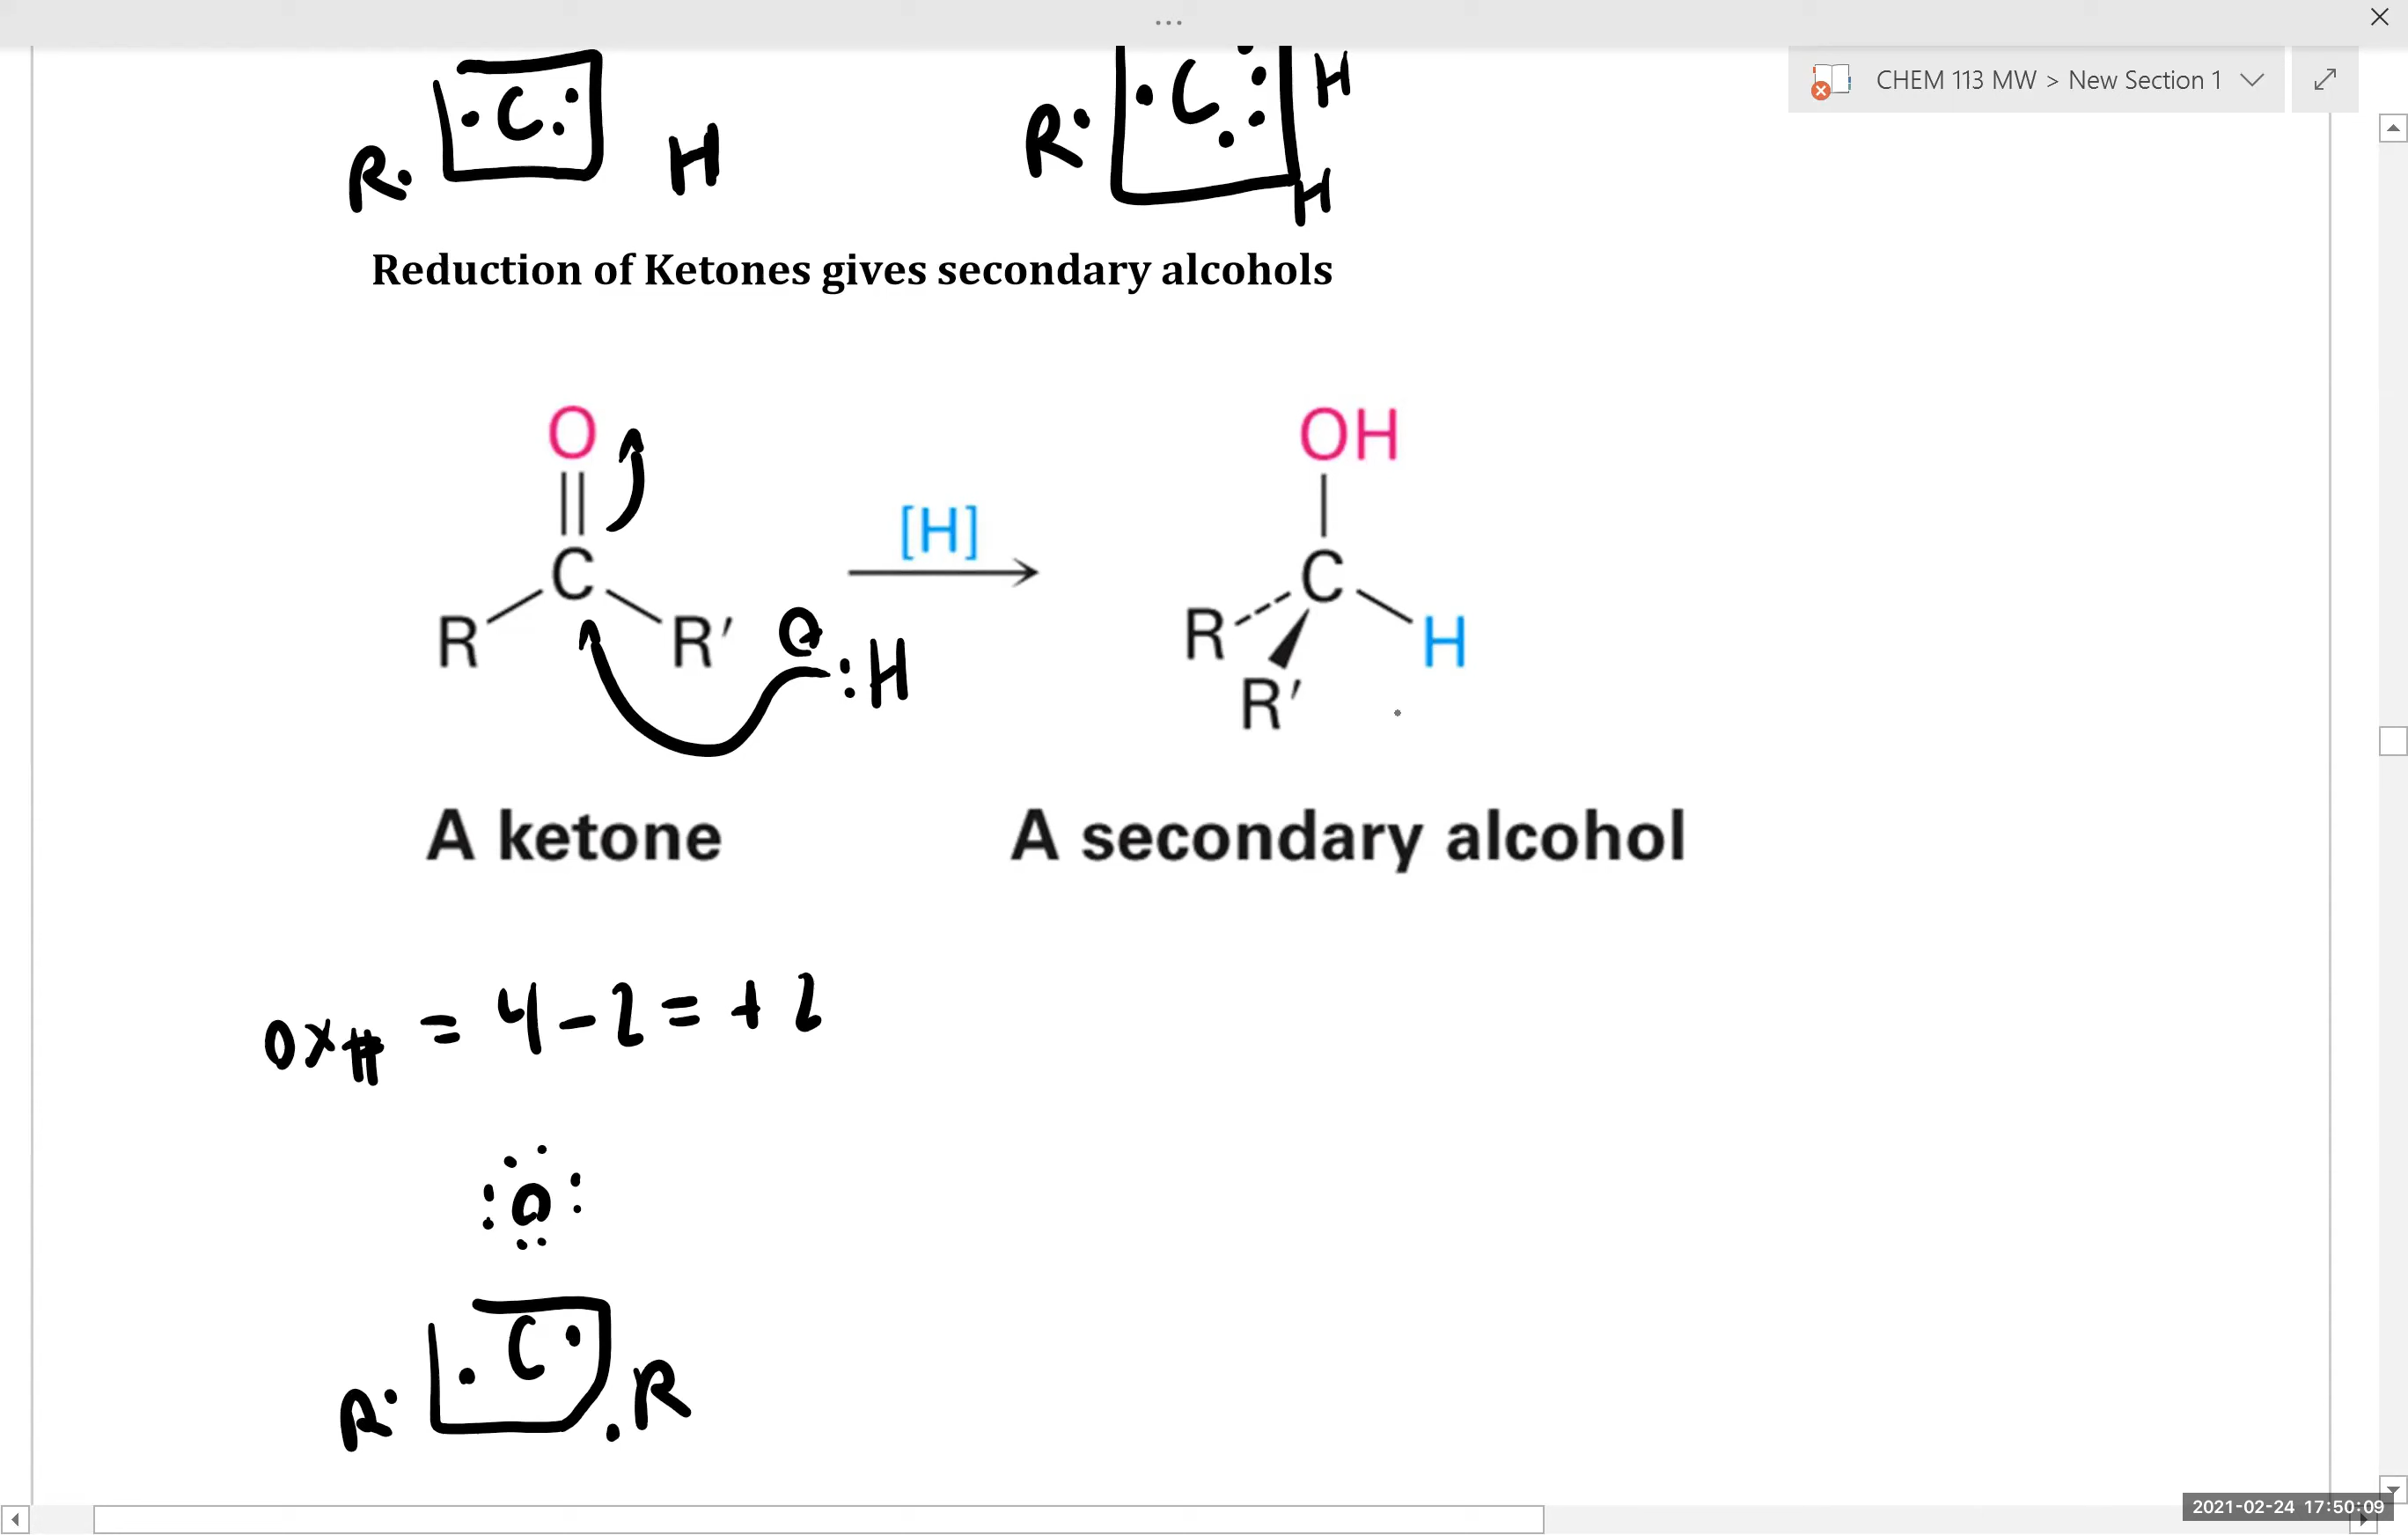 CHEM 113 MW > New Section 1
C
R
H
R
C
H
H
Reduction of Ketones gives secondary alcohols
O
OH
[H]
C
C
R
R'
:H
R
H
R'
A ketone
A secondary alcohol
ox# = 4 - 2 = + 2
O
C
R
R
2021-02-24 17:50:09